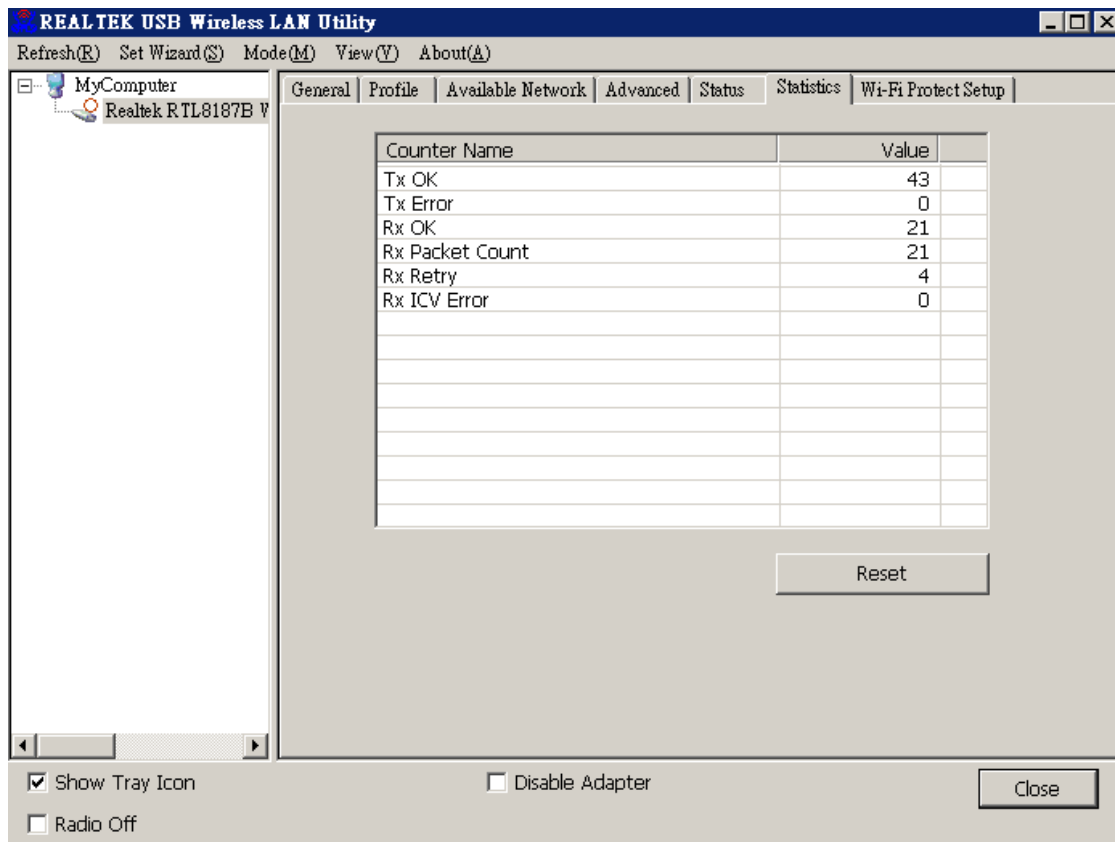 REALTEK USB Wireless LAN Utility
Refresh(R) Set Wizard(S) Mode(M) View(V) About(A)
MyComputer
Realtek RTL8187B W
General Profile Available Network Advanced Status Statistics Wi-Fi Protect Setup
Counter Name Value
Tx OK 43
Tx Error 0
Rx OK 21
Rx Packet Count 21
Rx Retry 4
Rx ICV Error 0
Reset
Show Tray Icon Disable Adapter Close
Radio Off